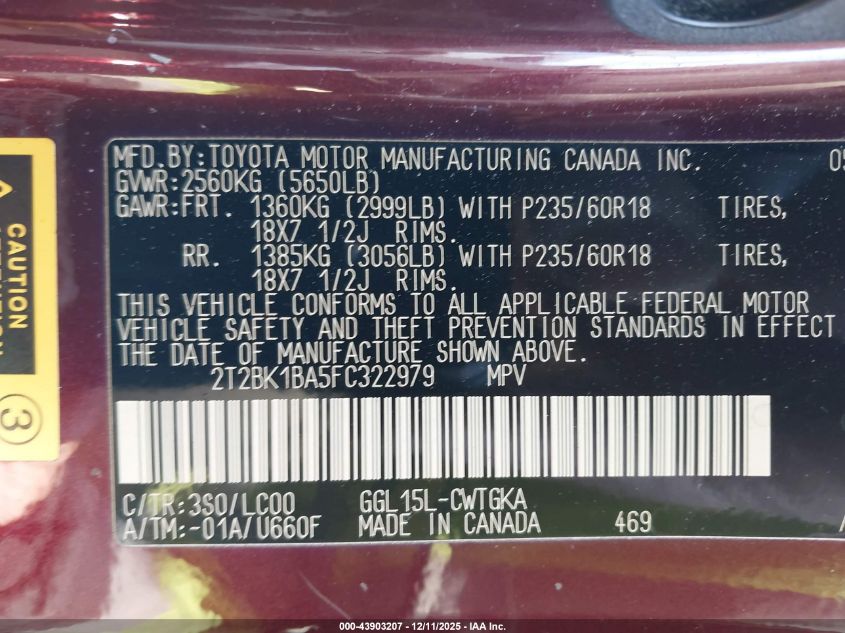 MFD.BY:TOYOTA MOTOR MANUFACTURING CANADA INC. 05
GVWR:2560KG (5650LB)
GAWR:FRT. 1360KG (2999LB) WITH P235/60R18 TIRES,
18X7 1/2J RIMS.
RR. 1385KG (3056LB) WITH P235/60R18 TIRES,
18X7 1/2J RIMS.
THIS VEHICLE CONFORMS TO ALL APPLICABLE FEDERAL MOTOR
VEHICLE SAFETY AND THEFT PREVENTION STANDARDS IN EFFECT
THE DATE OF MANUFACTURE SHOWN ABOVE.
2T2BK1BA5FC322979 MPV
C/TR:3S0/LC00 GGL15L-CWTGKA
A/TM:-01A/U660F MADE IN CANADA 469
CAUTION
3
000-43903207 - 12/11/2025 - IAA Inc.